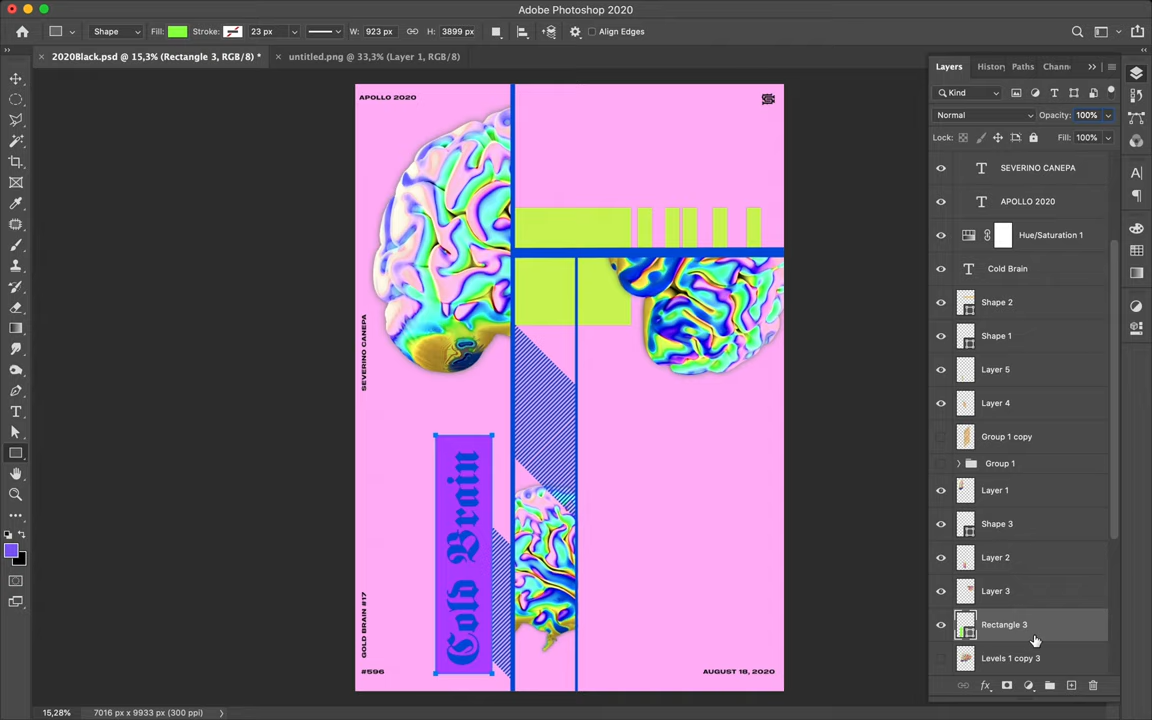 Adobe Photoshop 2020
Shape
Fill:
Stroke:
23 px
W: 923 px
H: 3899 px
Align Edges
2020Black.psd @ 15,3% (Rectangle 3, RGB/8) *
untitled.png @ 33,3% (Layer 1, RGB/8)
Layers
History
Paths
Chann
Kind
Normal
Opacity: 100%
Lock:
Fill: 100%
SEVERINO CANEPA
APOLLO 2020
Hue/Saturation 1
Cold Brain
Shape 2
Shape 1
Layer 5
Layer 4
Group 1 copy
Group 1
Layer 1
Shape 3
Layer 2
Layer 3
Rectangle 3
Levels 1 copy 3
APOLLO 2020
SEVERINO CANEPA
Cold Brain
GOLD BRAIN #17
#596
AUGUST 18, 2020
15,28%
7016 px x 9933 px (300 ppi)